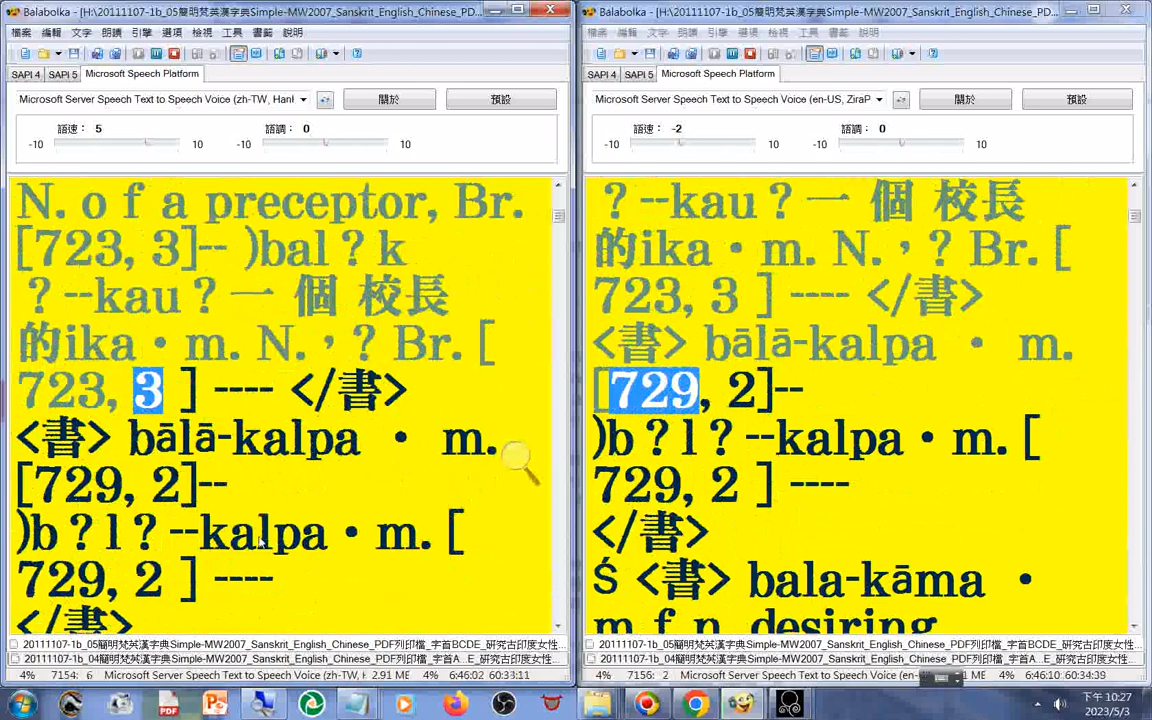 Balabolka - [H:\20111107-1b_05簡明梵英漢字典Simple-MW2007_Sanskrit_English_Chinese_PD...
檔案 編輯 文字 朗讀 引擎 選項 檢視 工具 書籤 說明
SAPI 4 SAPI 5 Microsoft Speech Platform
Microsoft Server Speech Text to Speech Voice (zh-TW, Hanl
關於 預設
語速： 5 語調： 0
-10 10 -10 10
N. o f a preceptor, Br.
[723, 3]-- )bal？k
？--kau？一 個 校長
的ika・m. N.，？Br. [
723, 3 ] ---- </書>
<書> bālā-kalpa ・ m.
[729, 2]--
)b？l？--kalpa・m. [
729, 2 ] ----
</書>
20111107-1b_05簡明梵英漢字典Simple-MW2007_Sanskrit_English_Chinese_PDF列印檔_字首BCDE_研究古印度女性...
20111107-1b_04簡明梵英漢字典Simple-MW2007_Sanskrit_English_Chinese_PDF列印檔_字首A...E_研究古印度女性...
4% 7154: 6 Microsoft Server Speech Text to Speech Voice (zh-TW, 2.91 ME 4% 6:46:02 60:33:11
Balabolka - [H:\20111107-1b_05簡明梵英漢字典Simple-MW2007_Sanskrit_English_Chinese_PD...
檔案 編輯 文字 朗讀 引擎 選項 檢視 工具 書籤 說明
SAPI 4 SAPI 5 Microsoft Speech Platform
Microsoft Server Speech Text to Speech Voice (en-US, ZiraP
關於 預設
語速： -2 語調： 0
-10 10 -10 10
？--kau？一 個 校長
的ika・m. N.，？Br. [
723, 3 ] ---- </書>
<書> bālā-kalpa ・ m.
[729, 2]--
)b？l？--kalpa・m. [
729, 2 ] ----
</書>
Ś <書> bala-kāma ・
m f n desiring
20111107-1b_05簡明梵英漢字典Simple-MW2007_Sanskrit_English_Chinese_PDF列印檔_字首BCDE_研究古印度女性...
20111107-1b_04簡明梵英漢字典Simple-MW2007_Sanskrit_English_Chinese_PDF列印檔_字首A...E_研究古印度女性...
4% 7156: 2 Microsoft Server Speech Text to Speech Voice ME 4% 6:46:10 60:34:39
PDF
下午 10:27
2023/5/3